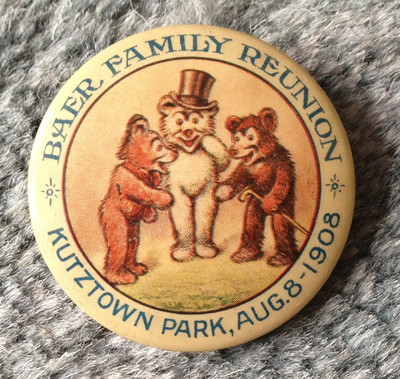 BAER FAMILY REUNION
KUTZTOWN PARK, AUG. 8-1908